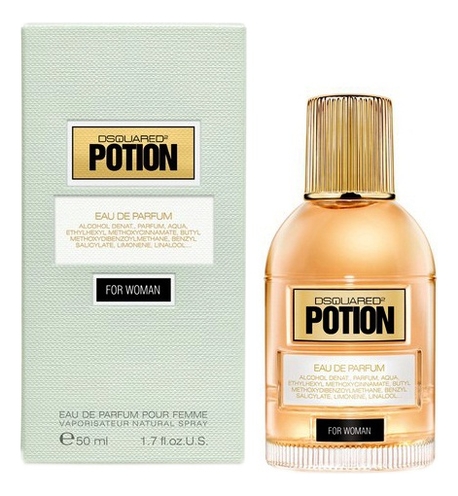 DSQUARED²
POTION
EAU DE PARFUM
ALCOHOL DENAT., PARFUM, AQUA,
ETHYLHEXYL METHOXYCINNAMATE, BUTYL
METHOXYDIBENZOYLMETHANE, BENZYL
SALICYLATE, LIMONENE, LINALOOL...
FOR WOMAN
EAU DE PARFUM POUR FEMME
VAPORISATEUR NATURAL SPRAY
℮50 ml 1.7 fl.oz.U.S.
DSQUARED²
POTION
EAU DE PARFUM
ALCOHOL DENAT., PARFUM, AQUA,
ETHYLHEXYL METHOXYCINNAMATE, BUTYL
METHOXYDIBENZOYLMETHANE, BENZYL
SALICYLATE, LIMONENE, LINALOOL...
FOR WOMAN